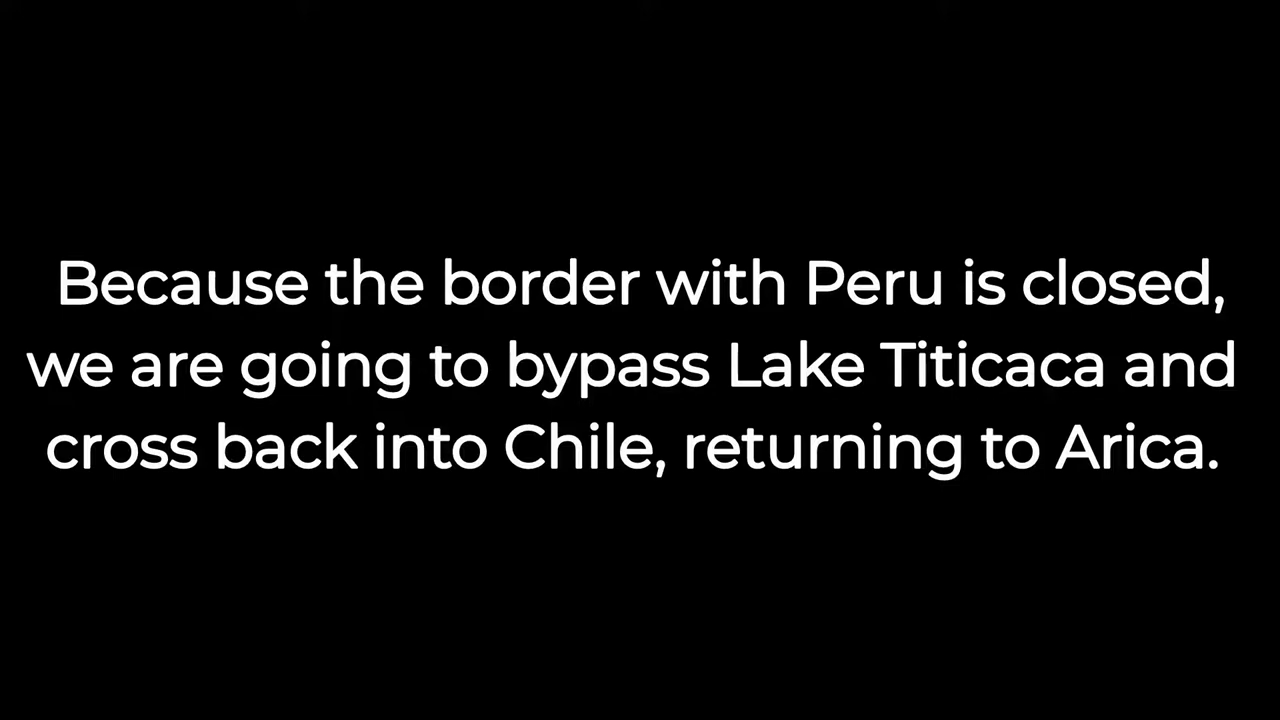 Because the border with Peru is closed,
we are going to bypass Lake Titicaca and
cross back into Chile, returning to Arica.